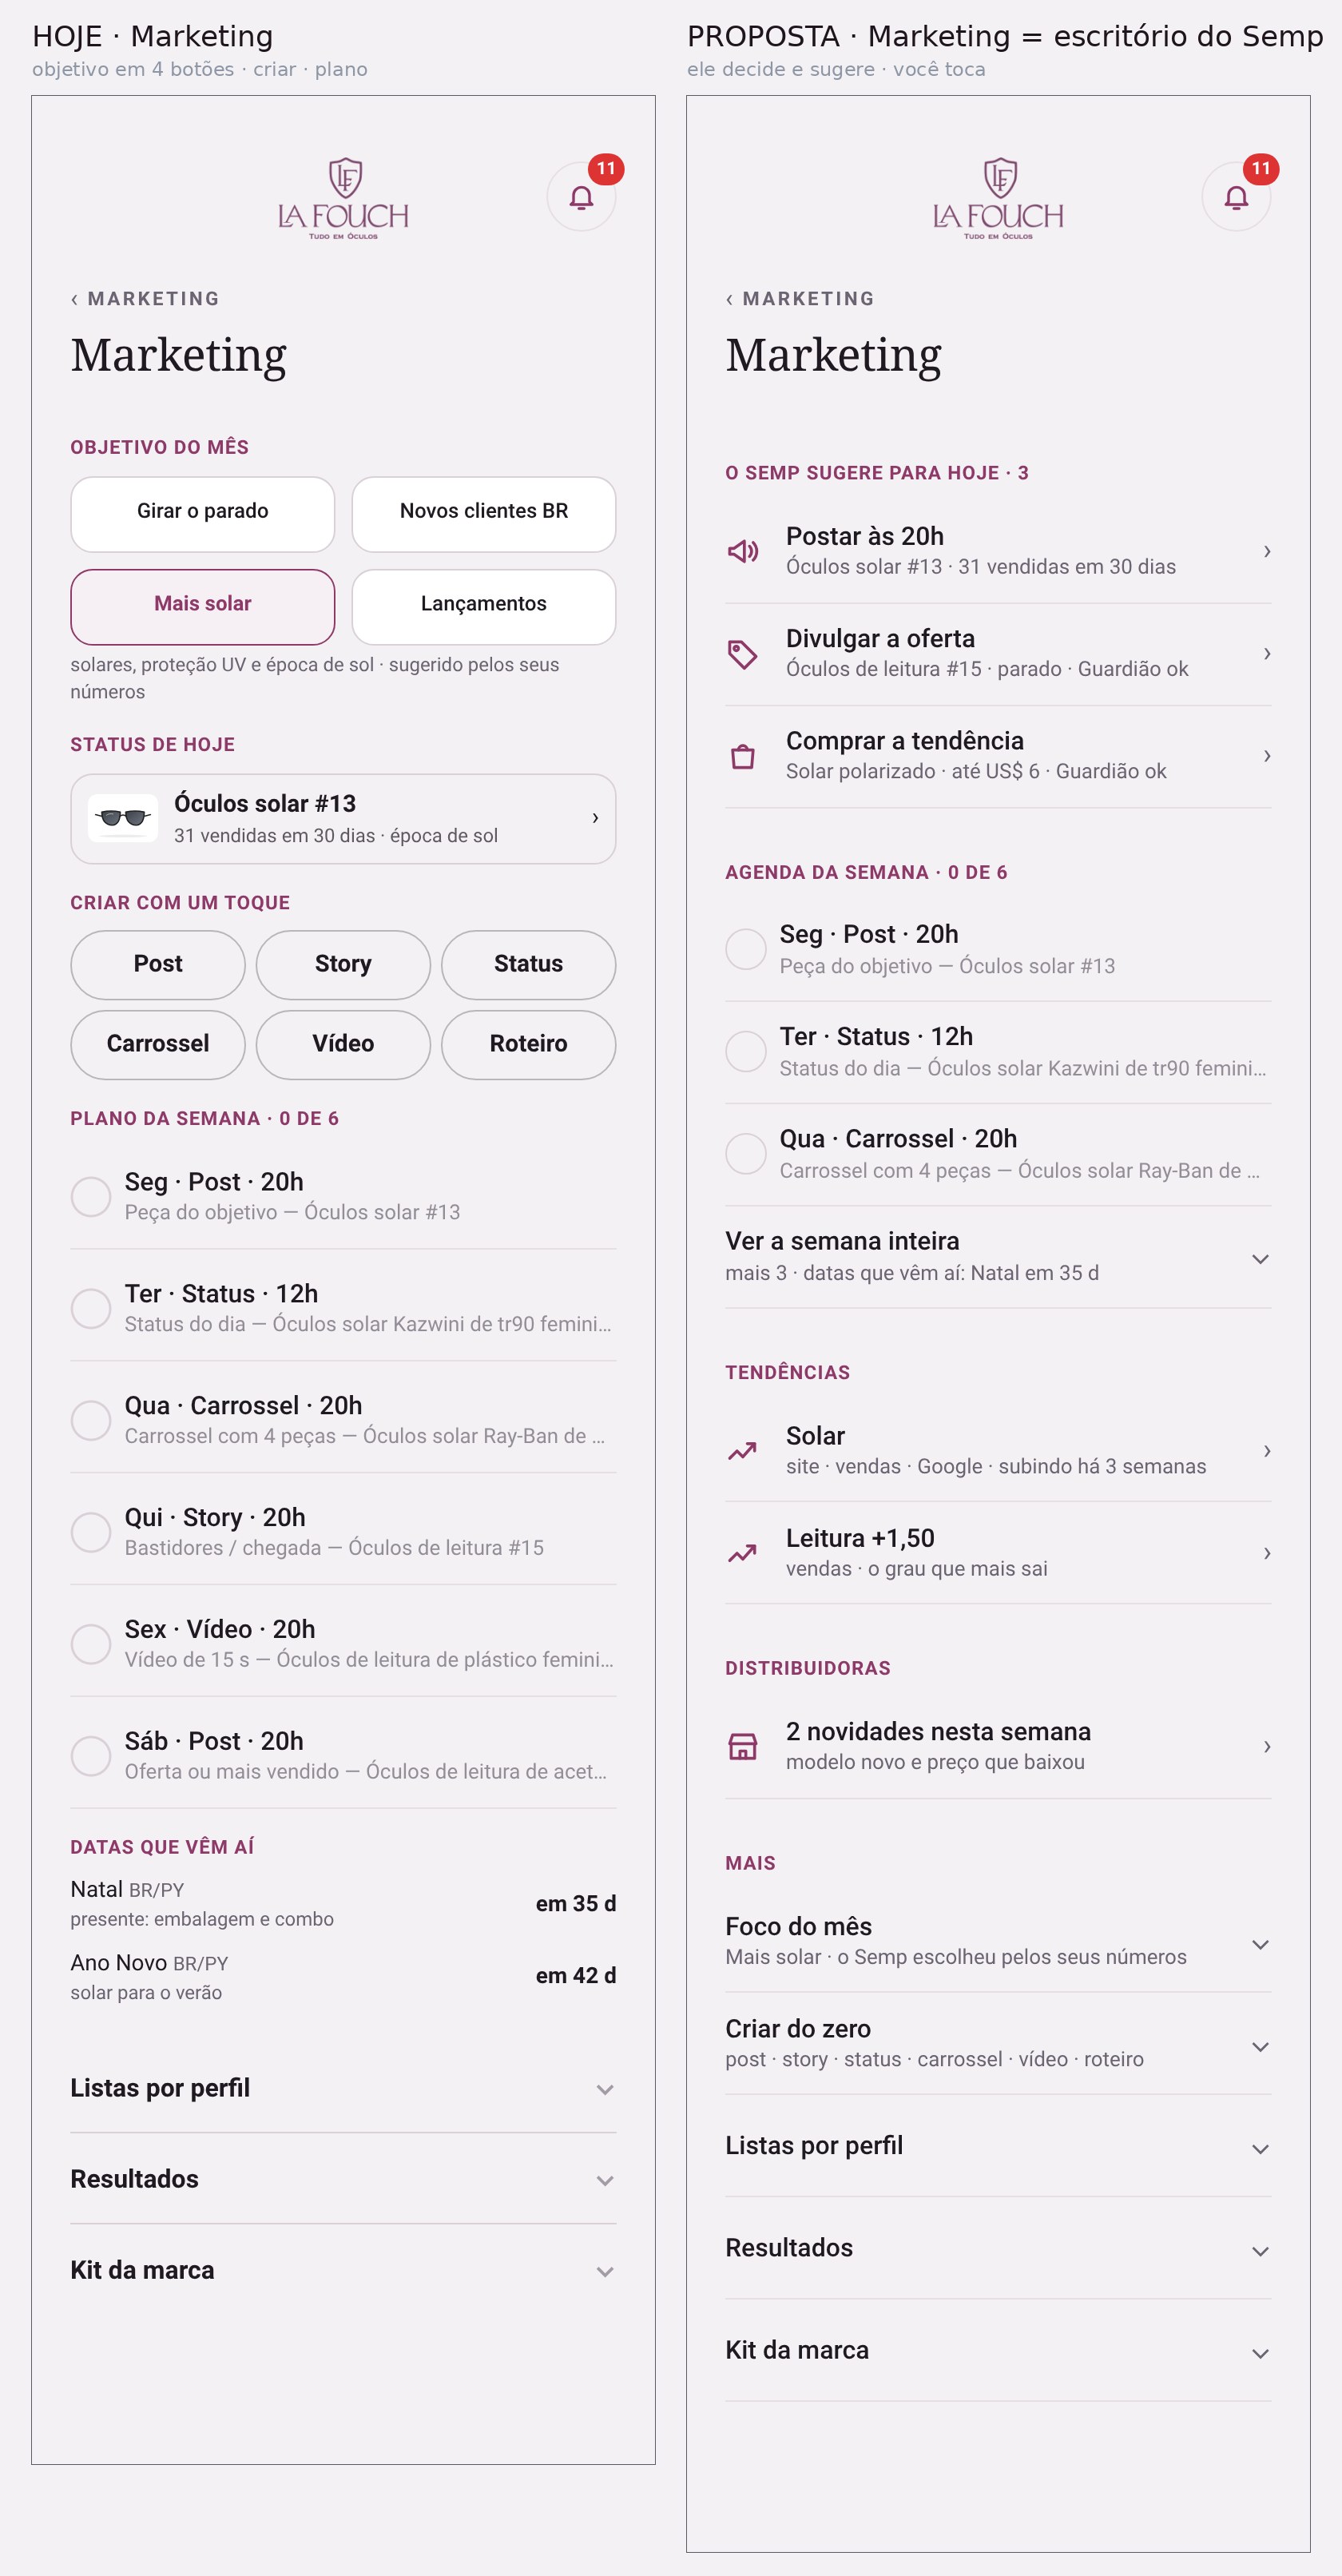 HOJE · Marketing
objetivo em 4 botões · criar · plano
LF
LA FOUCH
TUDO EM ÓCULOS
11
‹ MARKETING
Marketing
OBJETIVO DO MÊS
Girar o parado
Novos clientes BR
Mais solar
Lançamentos
solares, proteção UV e época de sol · sugerido pelos seus
números
STATUS DE HOJE
Óculos solar #13
31 vendidas em 30 dias · época de sol
›
CRIAR COM UM TOQUE
Post
Story
Status
Carrossel
Vídeo
Roteiro
PLANO DA SEMANA · 0 DE 6
Seg · Post · 20h
Peça do objetivo — Óculos solar #13
Ter · Status · 12h
Status do dia — Óculos solar Kazwini de tr90 femini...
Qua · Carrossel · 20h
Carrossel com 4 peças — Óculos solar Ray-Ban de ...
Qui · Story · 20h
Bastidores / chegada — Óculos de leitura #15
Sex · Vídeo · 20h
Vídeo de 15 s — Óculos de leitura de plástico femini...
Sáb · Post · 20h
Oferta ou mais vendido — Óculos de leitura de acet...
DATAS QUE VÊM AÍ
Natal BR/PY
presente: embalagem e combo
em 35 d
Ano Novo BR/PY
solar para o verão
em 42 d
Listas por perfil
Resultados
Kit da marca
PROPOSTA · Marketing = escritório do Semp
ele decide e sugere · você toca
LF
LA FOUCH
TUDO EM ÓCULOS
11
‹ MARKETING
Marketing
O SEMP SUGERE PARA HOJE · 3
Postar às 20h
Óculos solar #13 · 31 vendidas em 30 dias
›
Divulgar a oferta
Óculos de leitura #15 · parado · Guardião ok
›
Comprar a tendência
Solar polarizado · até US$ 6 · Guardião ok
›
AGENDA DA SEMANA · 0 DE 6
Seg · Post · 20h
Peça do objetivo — Óculos solar #13
Ter · Status · 12h
Status do dia — Óculos solar Kazwini de tr90 femini...
Qua · Carrossel · 20h
Carrossel com 4 peças — Óculos solar Ray-Ban de ...
Ver a semana inteira
mais 3 · datas que vêm aí: Natal em 35 d
TENDÊNCIAS
Solar
site · vendas · Google · subindo há 3 semanas
›
Leitura +1,50
vendas · o grau que mais sai
›
DISTRIBUIDORAS
2 novidades nesta semana
modelo novo e preço que baixou
›
MAIS
Foco do mês
Mais solar · o Semp escolheu pelos seus números
Criar do zero
post · story · status · carrossel · vídeo · roteiro
Listas por perfil
Resultados
Kit da marca